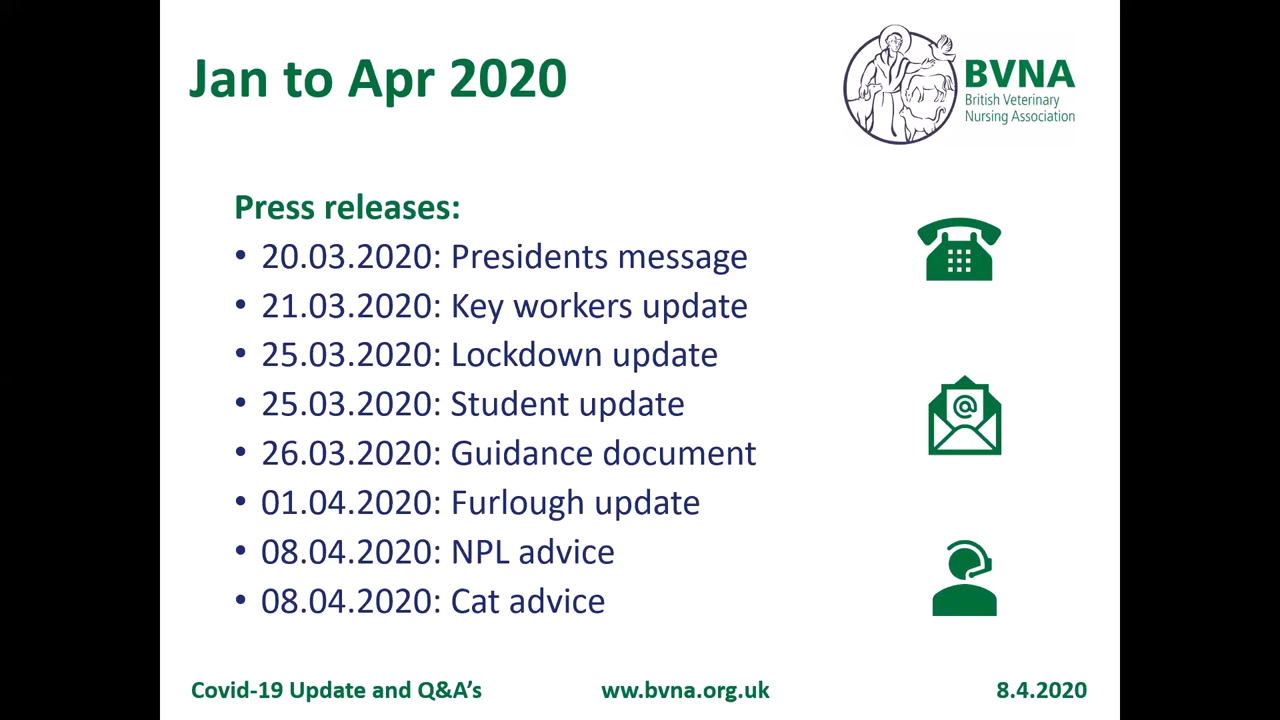 Jan to Apr 2020
BVNA
British Veterinary
Nursing Association
Press releases:
• 20.03.2020: Presidents message
• 21.03.2020: Key workers update
• 25.03.2020: Lockdown update
• 25.03.2020: Student update
• 26.03.2020: Guidance document
• 01.04.2020: Furlough update
• 08.04.2020: NPL advice
• 08.04.2020: Cat advice
@
Covid-19 Update and Q&A’s
ww.bvna.org.uk
8.4.2020